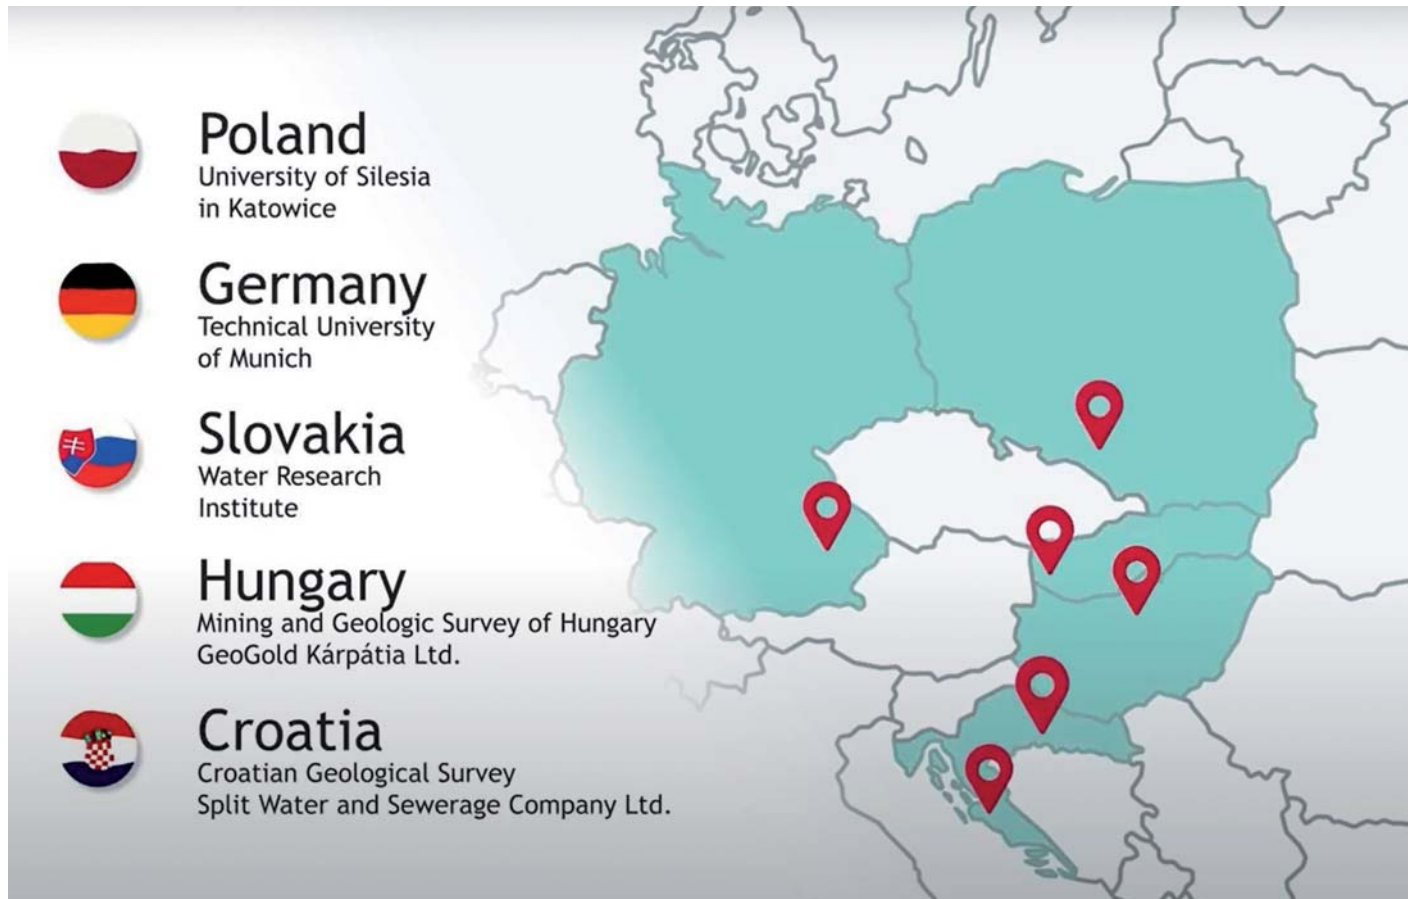 Poland
University of Silesia
in Katowice
Germany
Technical University
of Munich
Slovakia
Water Research
Institute
Hungary
Mining and Geologic Survey of Hungary
GeoGold Kárpátia Ltd.
Croatia
Croatian Geological Survey
Split Water and Sewerage Company Ltd.